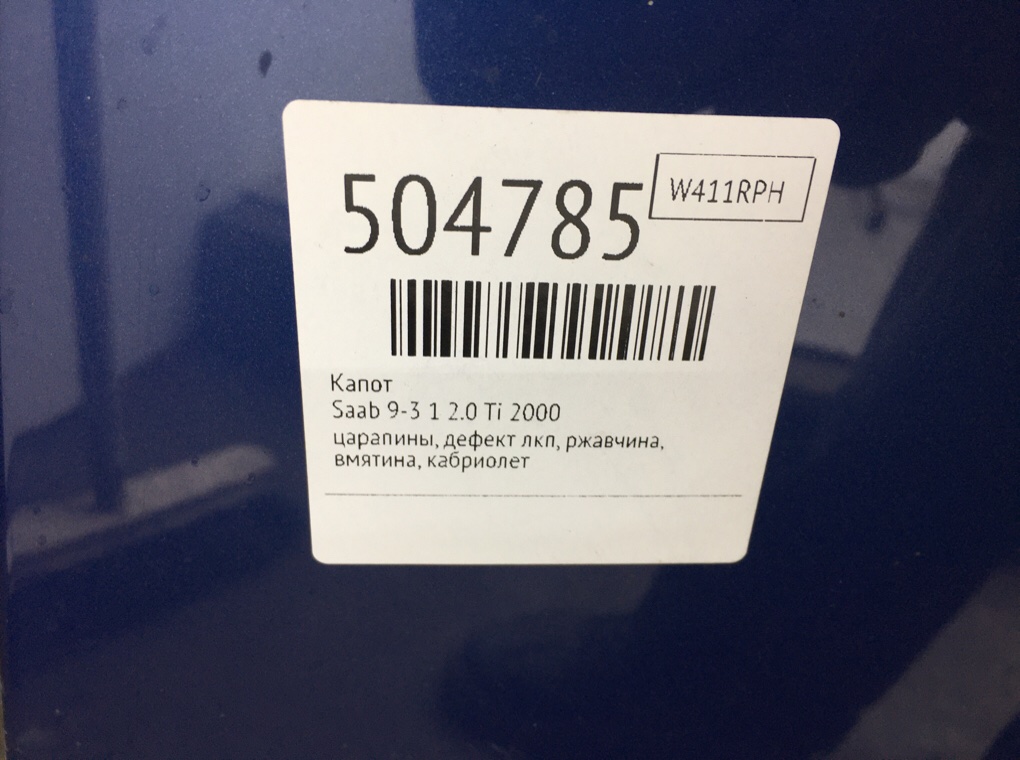 504785
W411RPH
Капот
Saab 9-3 1 2.0 Ti 2000
царапины, дефект лкп, ржавчина,
вмятина, кабриолет